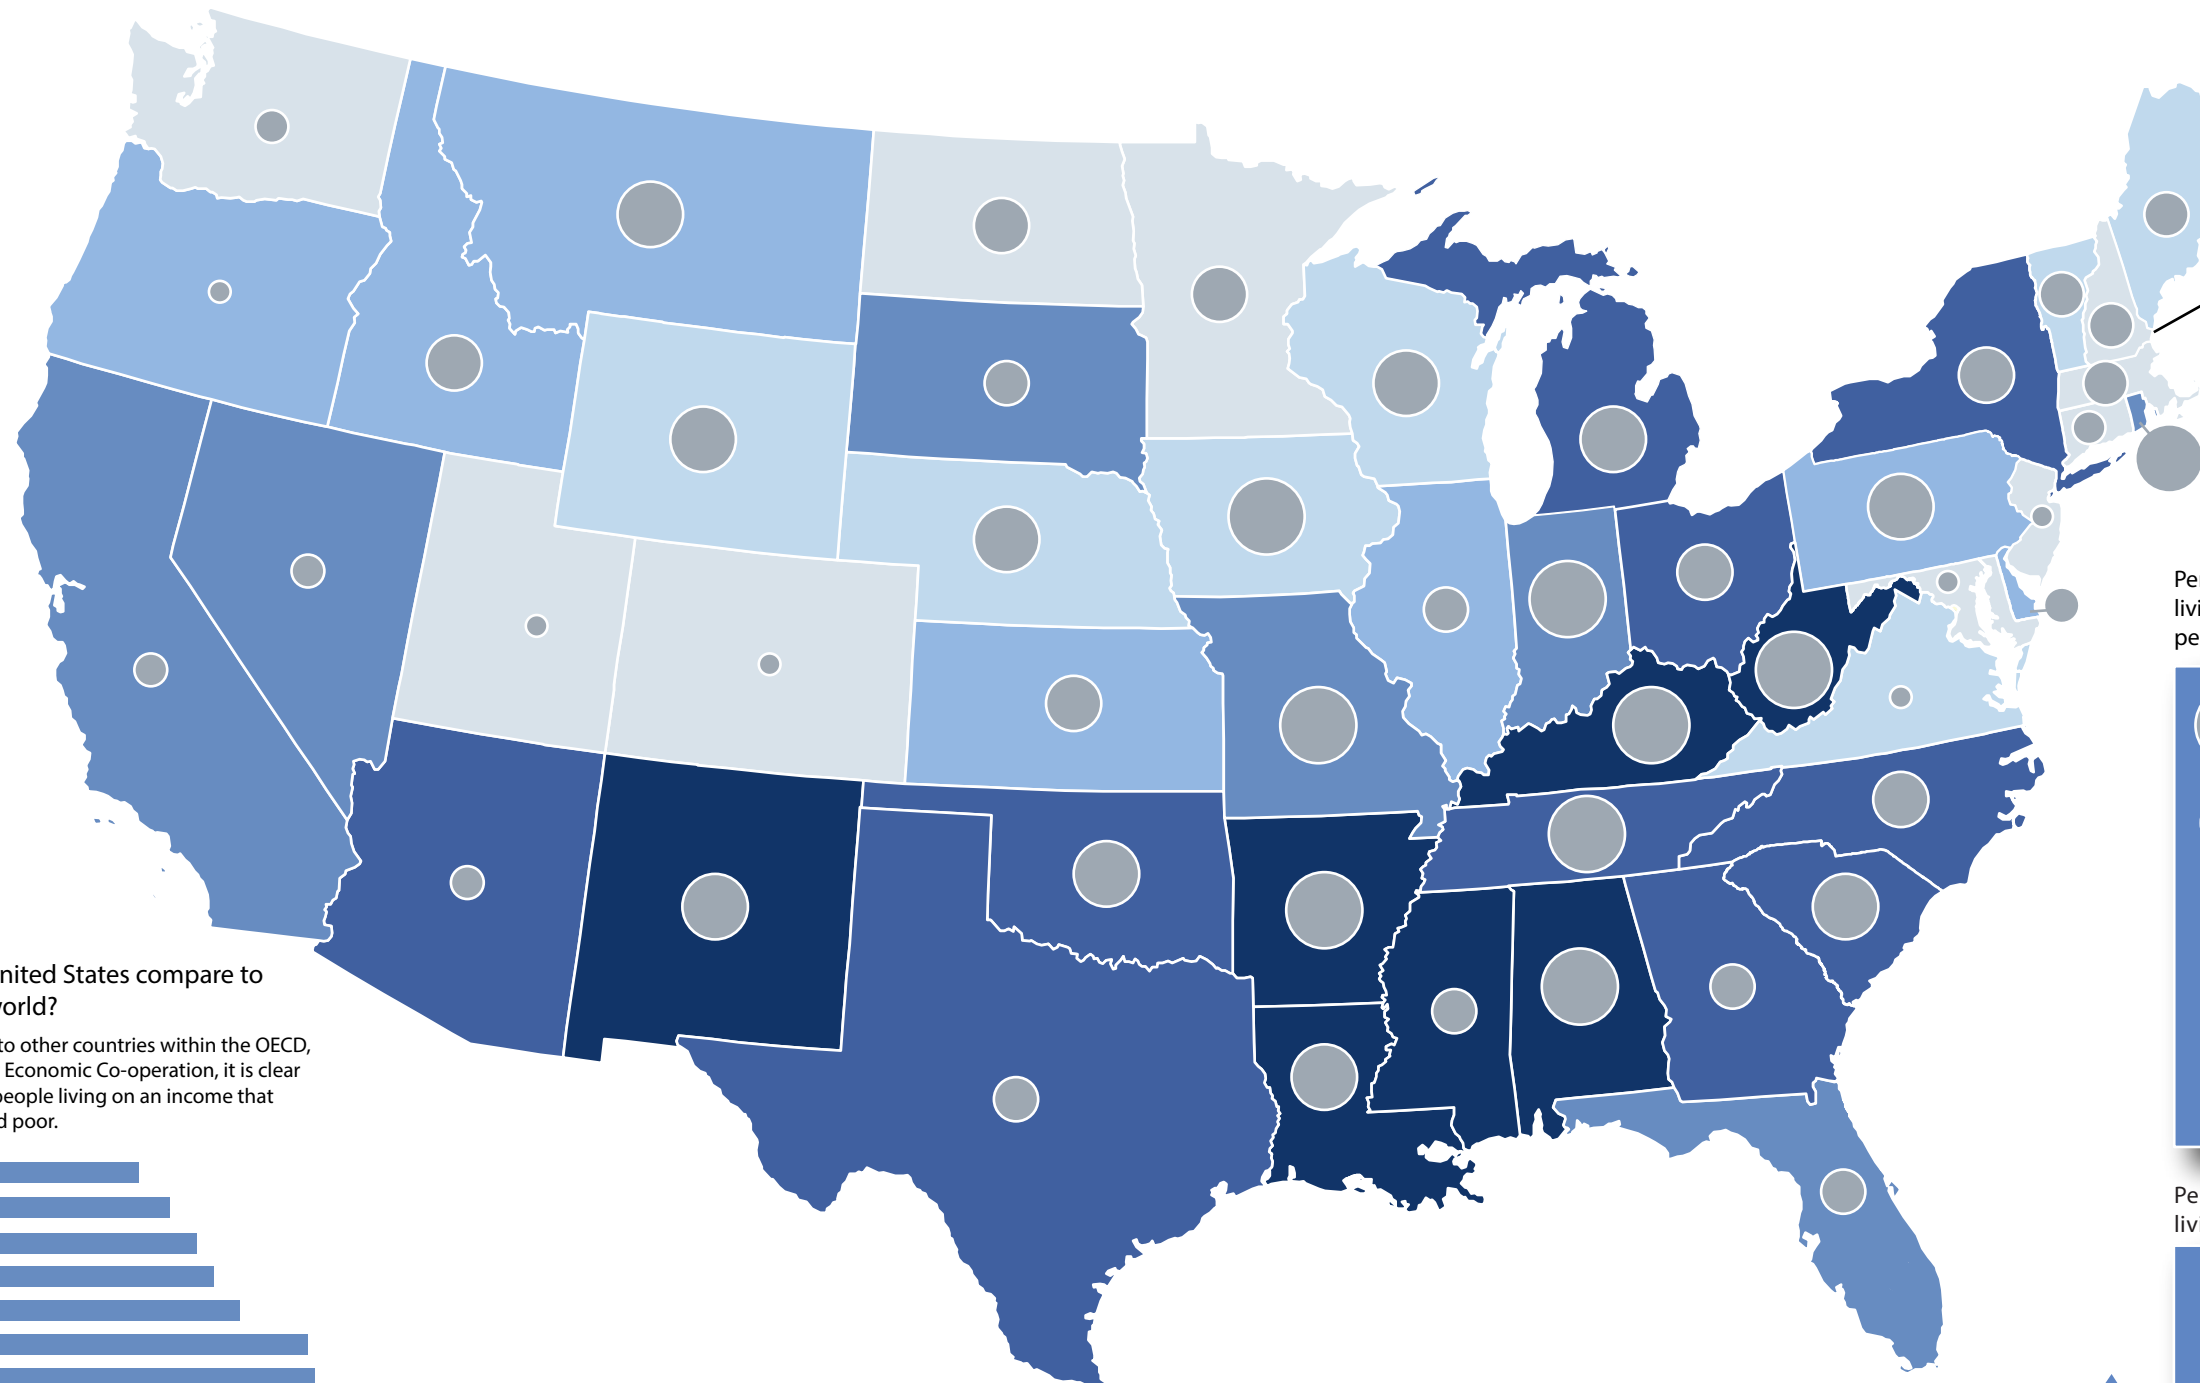 nited States compare to
orld?
to other countries within the OECD,
Economic Co-operation, it is clear
people living on an income that
d poor.
Pe
livi
pe
Pe
livi